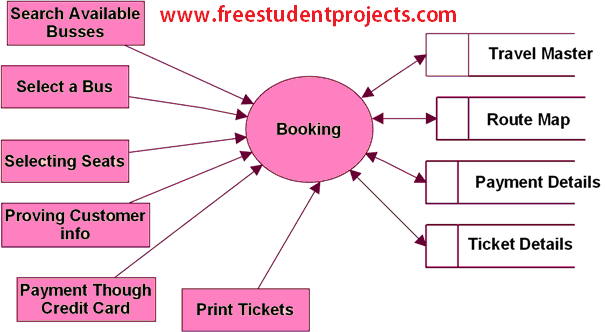 www.freestudentprojects.com
Search Available
Busses
Select a Bus
Selecting Seats
Proving Customer
info
Payment Though
Credit Card
Print Tickets
Booking
Travel Master
Route Map
Payment Details
Ticket Details